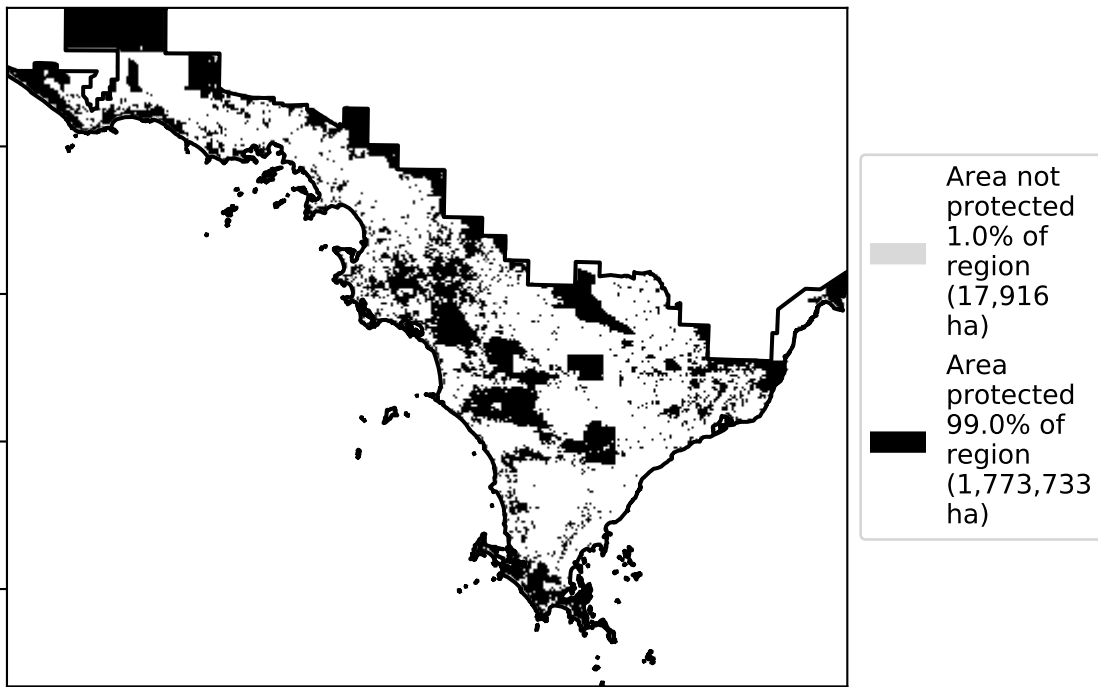 Area not
protected
1.0% of
region
(17,916
ha)
Area
protected
99.0% of
region
(1,773,733
ha)